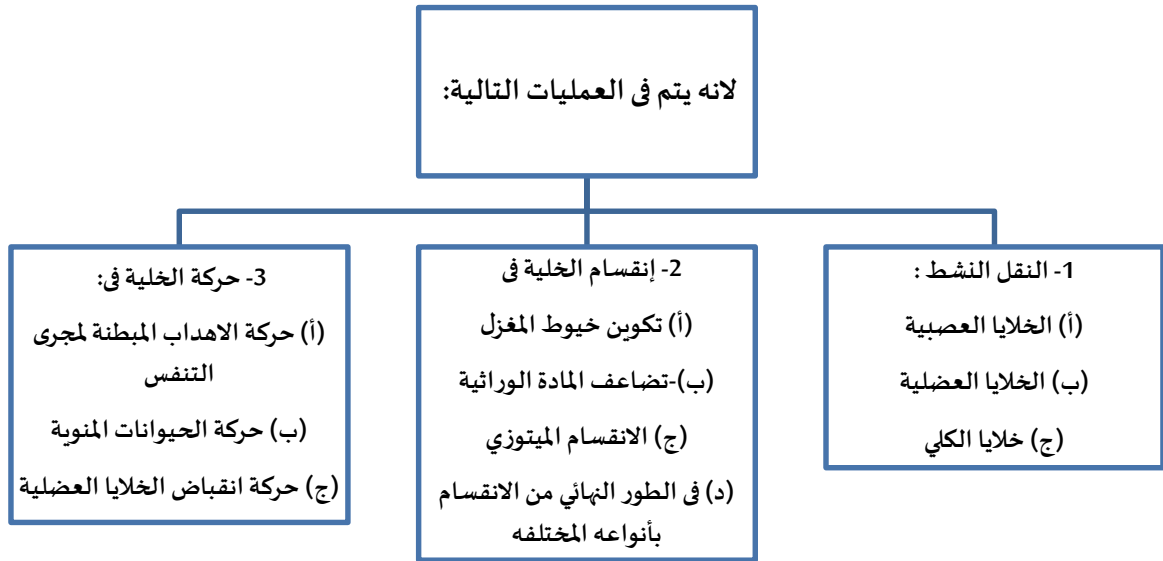 لانه يتم فى العمليات التالية:
1- النقل النشط :
(أ) الخلايا العصبية
(ب) الخلايا العضلية
(ج) خلايا الكلي
2- إنقسام الخلية فى
(أ) تكوين خيوط المغزل
(ب)-تضاعف المادة الوراثية
(ج) الانقسام الميتوزي
(د) فى الطور النهائي من الانقسام
بأنواعه المختلفه
3- حركة الخلية فى:
(أ) حركة الاهداب المبطنة لمجرى
التنفس
(ب) حركة الحيوانات المنوية
(ج) حركة انقباض الخلايا العضلية